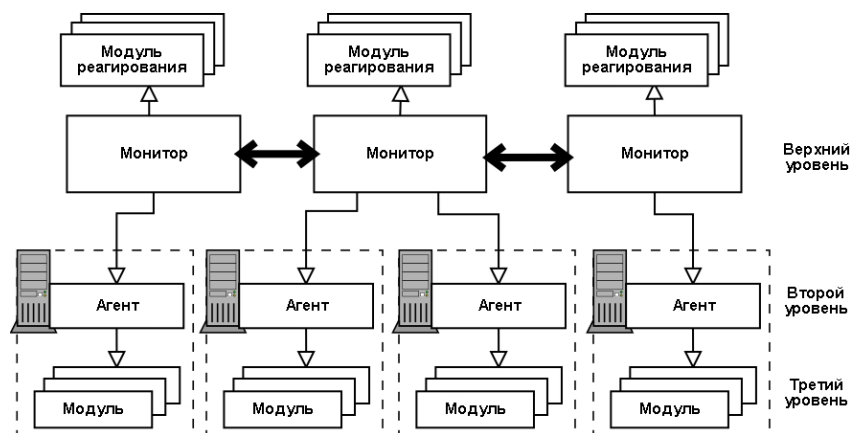 Модуль
реагирования
Модуль
реагирования
Модуль
реагирования
Монитор
Монитор
Монитор
Верхний
уровень
Агент
Агент
Агент
Агент
Второй
уровень
Модуль
Модуль
Модуль
Модуль
Третий
уровень